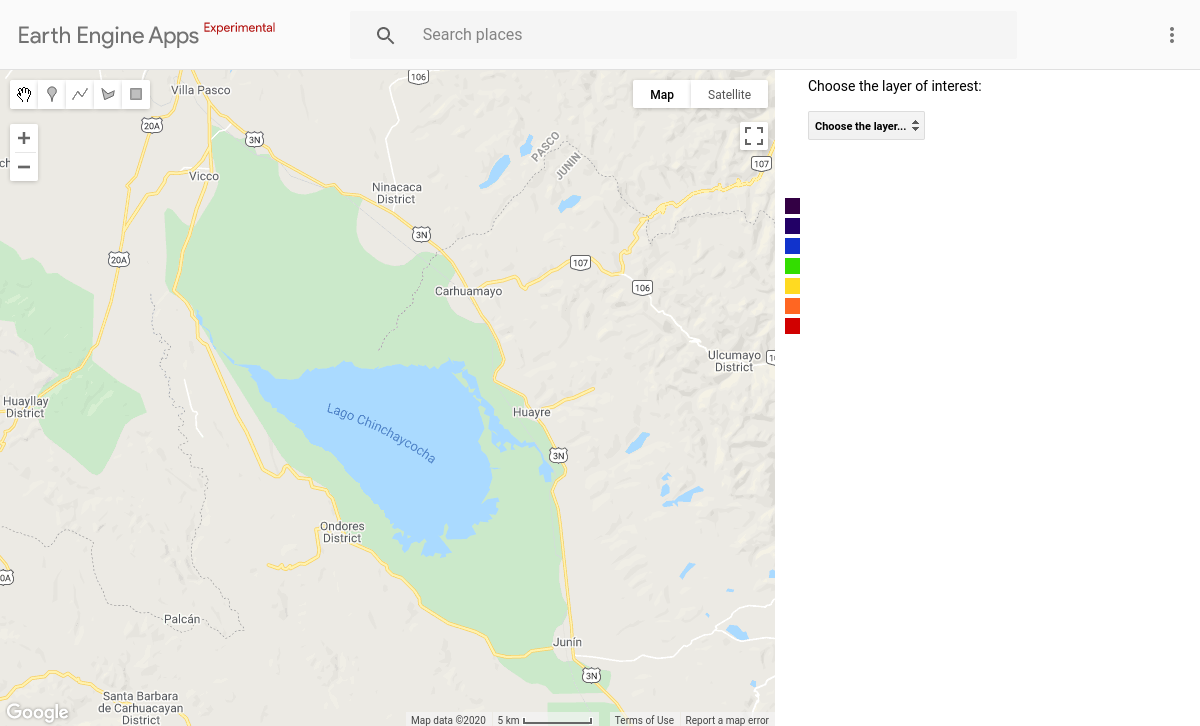 Earth Engine Apps Experimental
Search places
Choose the layer of interest:
Choose the layer...
Map
Satellite
106
Villa Pasco
20A
3N
PASCO
JUNIN
107
ch
Vicco
Ninacaca
District
3N
20A
107
106
Carhuamayo
Ulcumayo
District
1
Huayllay
District
Lago Chinchaycocha
Huayre
3N
Ondores
District
0A
Palcán
Junín
3N
Santa Barbara
de Carhuacayan
District
Google
Map data ©2020
5 km
Terms of Use
Report a map error